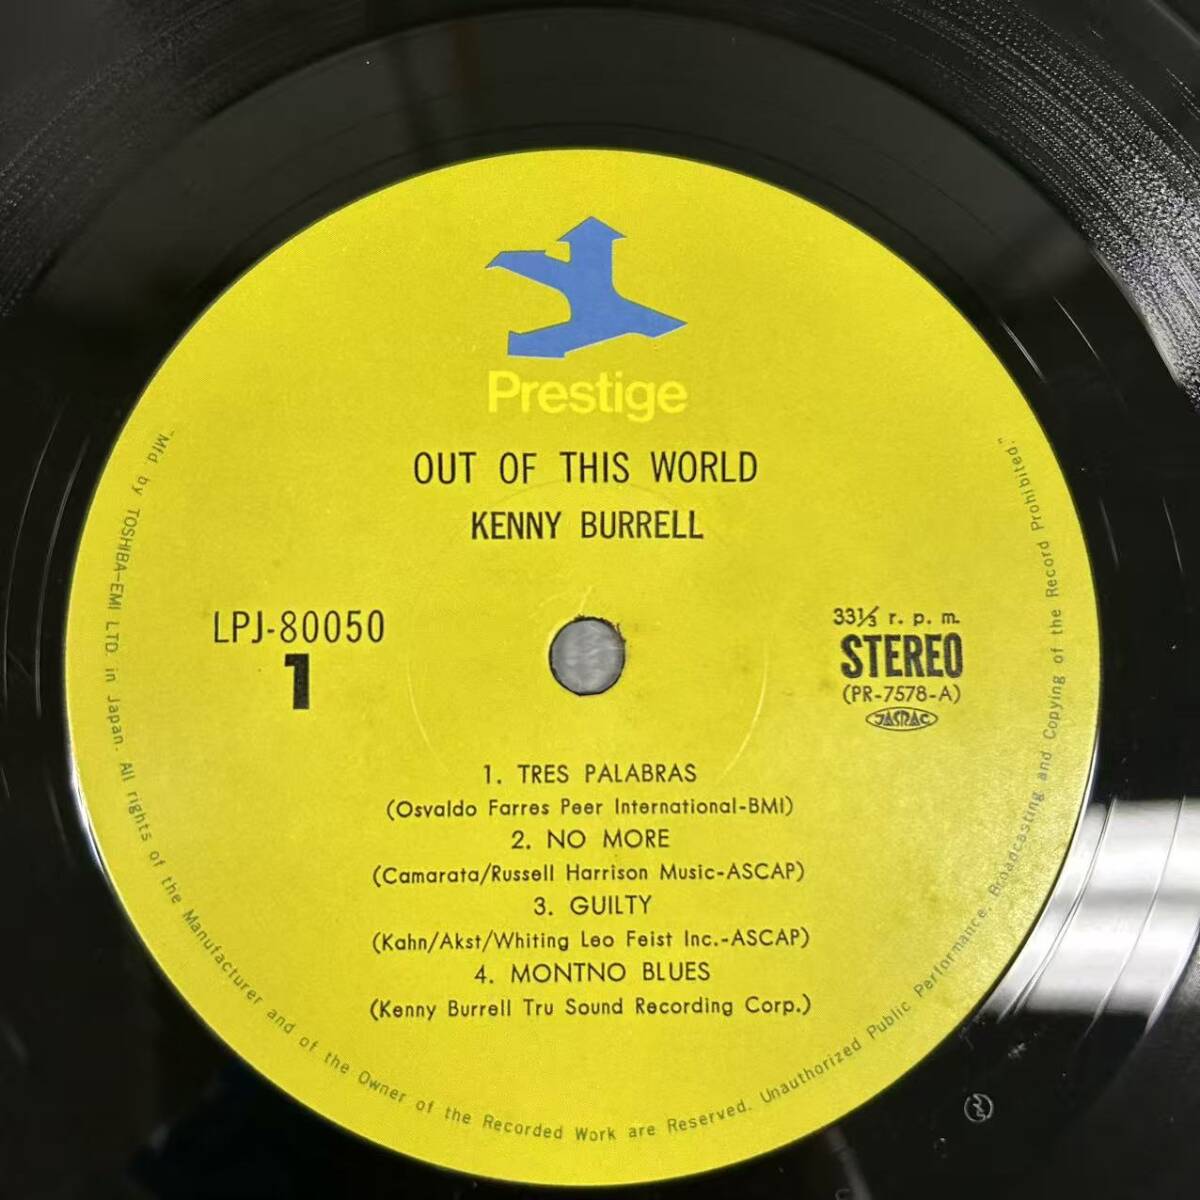 Prestige
OUT OF THIS WORLD
KENNY BURRELL
LPJ-80050
1
33⅓ r. p. m.
STEREO
(PR-7578-A)
JASRAC
1. TRES PALABRAS
(Osvaldo Farres Peer International-BMI)
2. NO MORE
(Camarata/Russell Harrison Music-ASCAP)
3. GUILTY
(Kahn/Akst/Whiting Leo Feist Inc.-ASCAP)
4. MONTNO BLUES
(Kenny Burrell Tru Sound Recording Corp.)
"Mfd by TOSHIBA-EMI LTD. in Japan. All rights of the Manufacturer and of the Owner of the Recorded Work are Reserved. Unauthorized Public Performance, Broadcasting and Copying of the Record Prohibited."